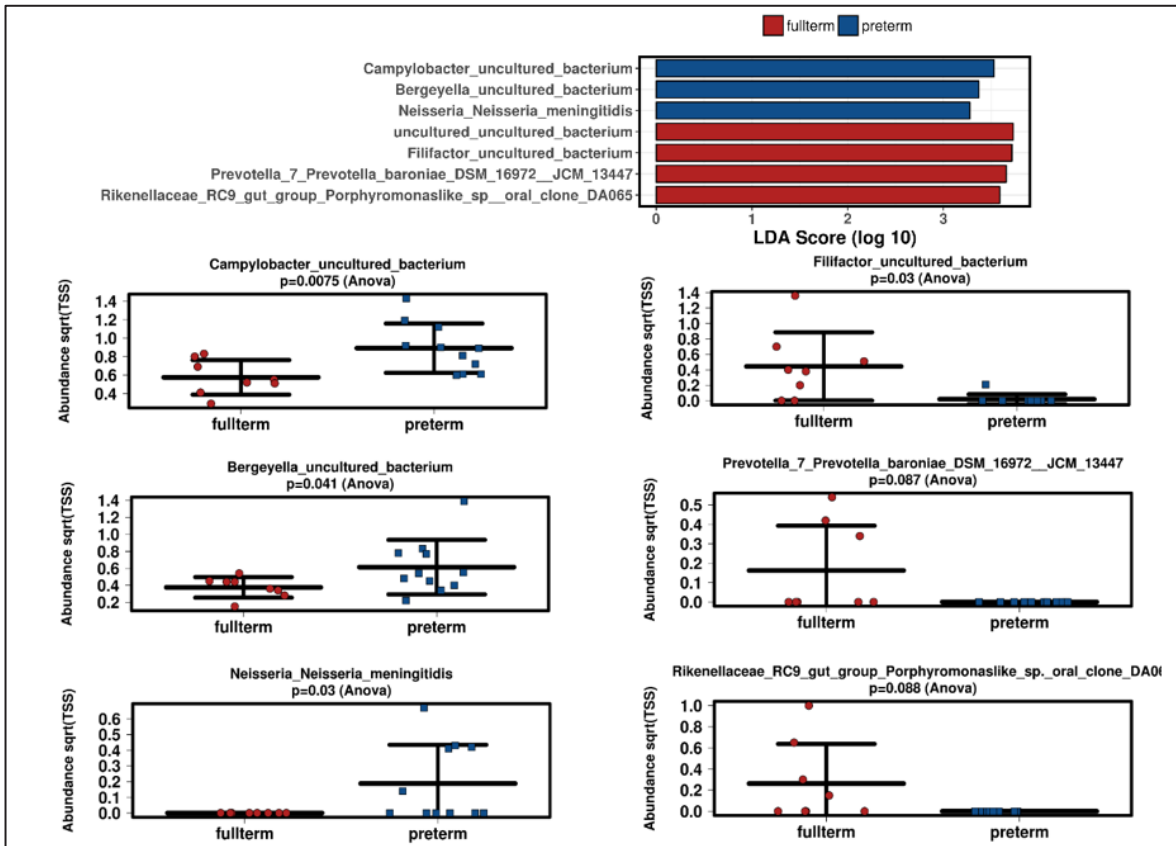 fullterm preterm
Campylobacter_uncultured_bacterium
Bergeyella_uncultured_bacterium
Neisseria_Neisseria_meningitidis
uncultured_uncultured_bacterium
Filifactor_uncultured_bacterium
Prevotella_7_Prevotella_baroniae_DSM_16972__JCM_13447
Rikenellaceae_RC9_gut_group_Porphyromonaslike_sp__oral_clone_DA065
0 1 2 3
LDA Score (log 10)
Campylobacter_uncultured_bacterium
p=0.0075 (Anova)
Abundance sqrt(TSS)
1.4
1.2
1.0
0.8
0.6
0.4
fullterm preterm
Filifactor_uncultured_bacterium
p=0.03 (Anova)
Abundance sqrt(TSS)
1.4
1.2
1.0
0.8
0.6
0.4
0.2
0.0
fullterm preterm
Bergeyella_uncultured_bacterium
p=0.041 (Anova)
Abundance sqrt(TSS)
1.4
1.2
1.0
0.8
0.6
0.4
0.2
fullterm preterm
Prevotella_7_Prevotella_baroniae_DSM_16972__JCM_13447
p=0.087 (Anova)
Abundance sqrt(TSS)
0.5
0.4
0.3
0.2
0.1
0.0
fullterm preterm
Neisseria_Neisseria_meningitidis
p=0.03 (Anova)
Abundance sqrt(TSS)
0.6
0.5
0.4
0.3
0.2
0.1
0.0
fullterm preterm
Rikenellaceae_RC9_gut_group_Porphyromonaslike_sp._oral_clone_DA06
p=0.088 (Anova)
Abundance sqrt(TSS)
1.0
0.8
0.6
0.4
0.2
0.0
fullterm preterm